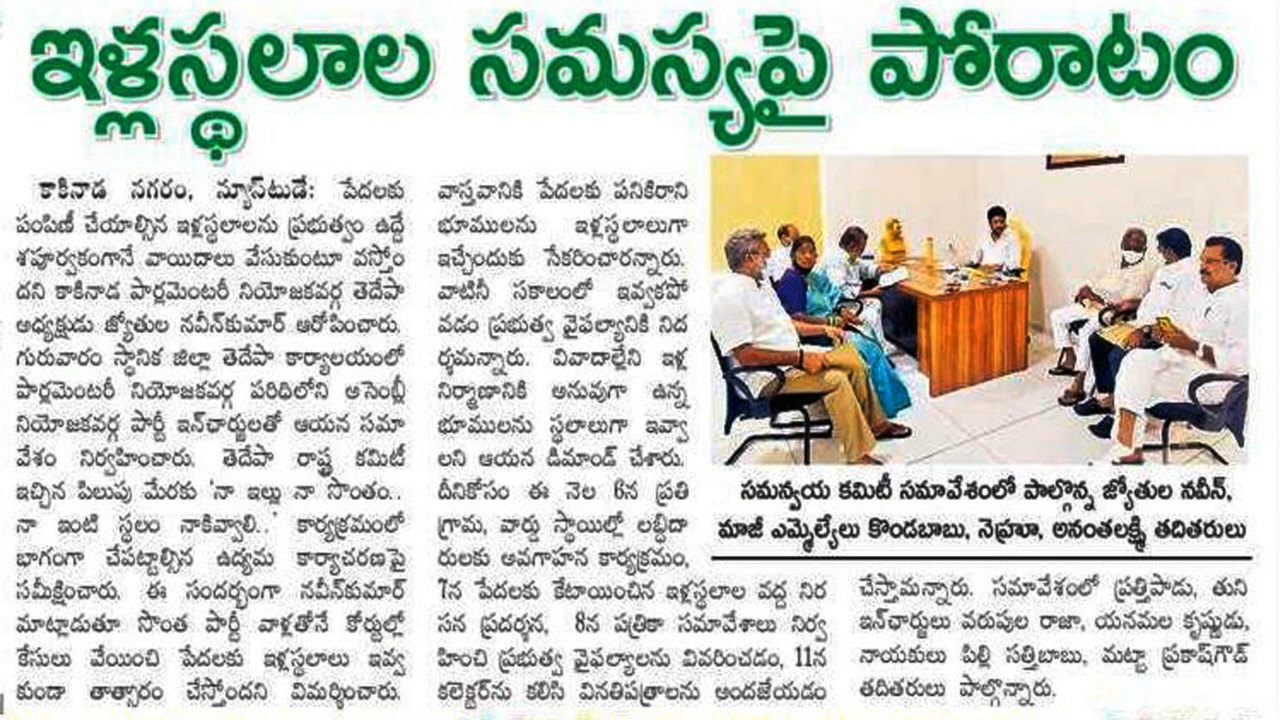 ఇళ్లస్థలాల సమస్యపై పోరాటం
కాకినాడ నగరం, న్యూస్‌టుడే: పేదలకు
పంపిణీ చేయాల్సిన ఇళ్లస్థలాలను ప్రభుత్వం ఉద్దే
శపూర్వకంగానే వాయిదాలు వేసుకుంటూ వస్తోం
దని కాకినాడ పార్లమెంటరీ నియోజకవర్గ తెదేపా
అధ్యక్షుడు జ్యోతుల నవీన్‌కుమార్ ఆరోపించారు.
గురువారం స్థానిక జిల్లా తెదేపా కార్యాలయంలో
పార్లమెంటరీ నియోజకవర్గ పరిధిలోని అసెంబ్లీ
నియోజకవర్గ పార్టీ ఇన్‌ఛార్జులతో ఆయన సమా
వేశం నిర్వహించారు. తెదేపా రాష్ట్ర కమిటీ
ఇచ్చిన పిలుపు మేరకు ‘నా ఇల్లు నా సొంతం..
నా ఇంటి స్థలం నాకివ్వాలి..’ కార్యక్రమంలో
భాగంగా చేపట్టాల్సిన ఉద్యమ కార్యాచరణపై
సమీక్షించారు. ఈ సందర్భంగా నవీన్‌కుమార్
మాట్లాడుతూ సొంత పార్టీ వాళ్లతోనే కోర్టుల్లో
కేసులు వేయించి పేదలకు ఇళ్లస్థలాలు ఇవ్వ
కుండా తాత్సారం చేస్తోందని విమర్శించారు.
వాస్తవానికి పేదలకు పనికిరాని
భూములను ఇళ్లస్థలాలుగా
ఇచ్చేందుకు సేకరించారన్నారు.
వాటినీ సకాలంలో ఇవ్వకపో
వడం ప్రభుత్వ వైఫల్యానికి నిద
ర్శమన్నారు. వివాదాల్లేని ఇళ్ల
నిర్మాణానికి అనువుగా ఉన్న
భూములను స్థలాలుగా ఇవ్వా
లని ఆయన డిమాండ్ చేశారు.
దీనికోసం ఈ నెల 6న ప్రతి
గ్రామ, వార్డు స్థాయిల్లో లబ్ధిదా
రులకు అవగాహన కార్యక్రమం,
7న పేదలకు కేటాయించిన ఇళ్లస్థలాల వద్ద నిర
సన ప్రదర్శన, 8న పత్రికా సమావేశాలు నిర్వ
హించి ప్రభుత్వ వైఫల్యాలను వివరించడం, 11న
కలెక్టర్‌ను కలిసి వినతిపత్రాలను అందజేయడం
సమన్వయ కమిటీ సమావేశంలో పాల్గొన్న జ్యోతుల నవీన్,
మాజీ ఎమ్మెల్యేలు కొండబాబు, నెహ్రూ, అనంతలక్ష్మి తదితరులు
చేస్తామన్నారు. సమావేశంలో ప్రత్తిపాడు, తుని
ఇన్‌ఛార్జులు వరుపుల రాజా, యనమల కృష్ణుడు,
నాయకులు పిల్లి సత్తిబాబు, మట్టా ప్రకాష్‌గౌడ్
తదితరులు పాల్గొన్నారు.